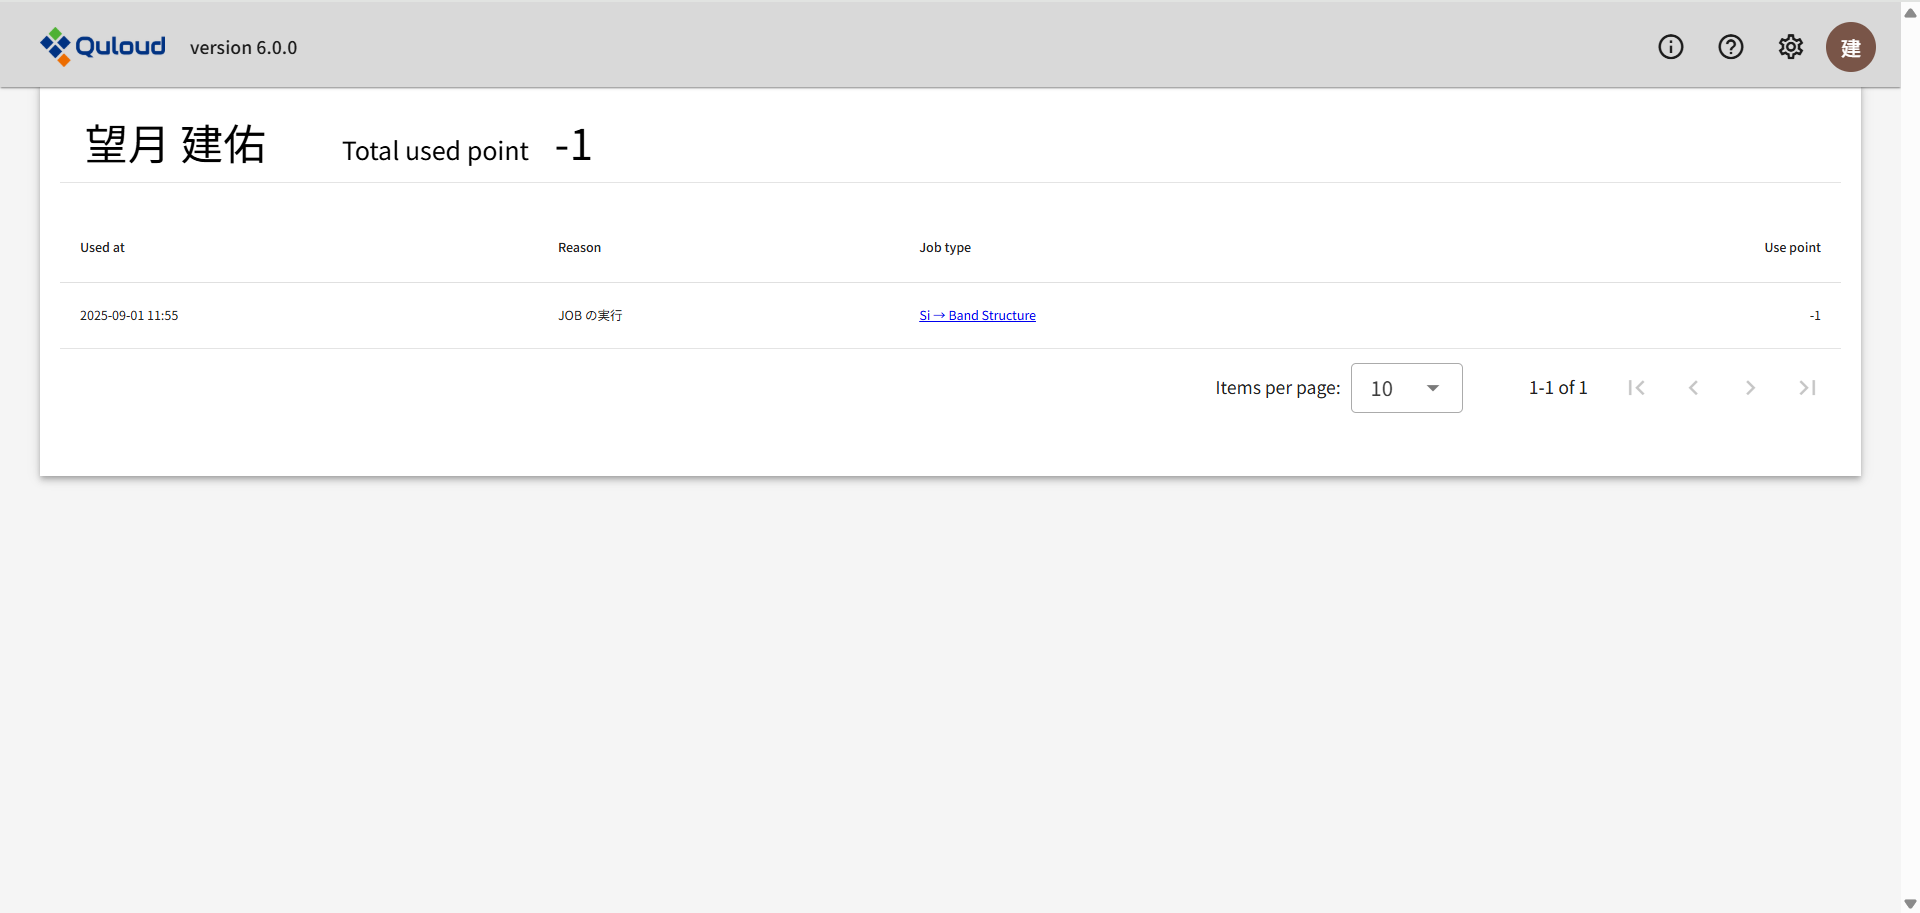 Quloud version 6.0.0
建
望月 建佑 Total used point -1
Used at Reason Job type Use point
2025-09-01 11:55 JOB の実行 Si → Band Structure -1
Items per page: 10 1-1 of 1